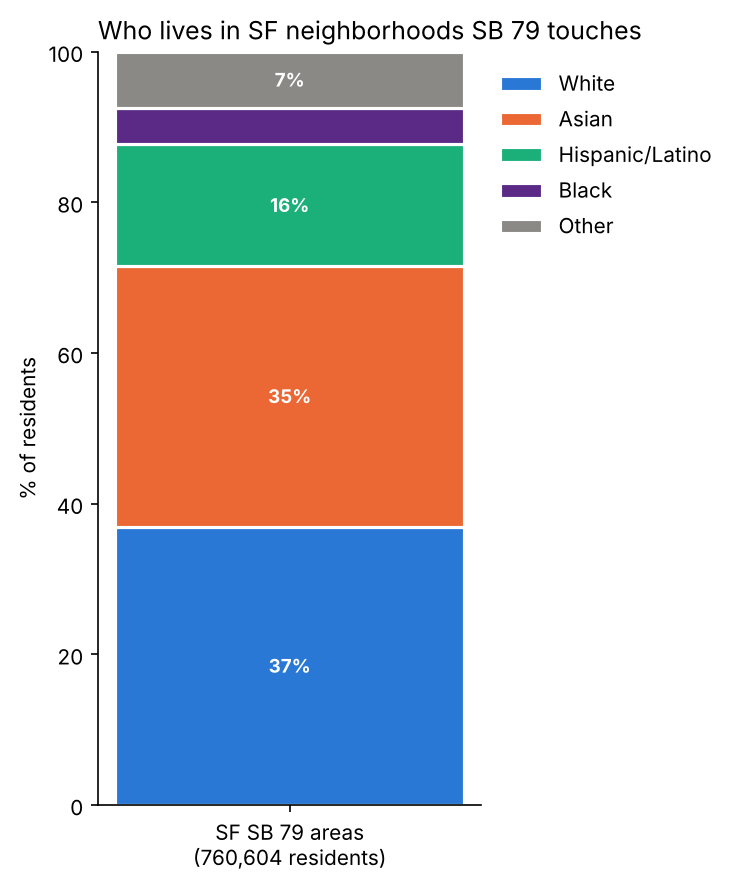 Who lives in SF neighborhoods SB 79 touches
100
80
60
40
20
0
% of residents
7%
16%
35%
37%
White
Asian
Hispanic/Latino
Black
Other
SF SB 79 areas
(760,604 residents)